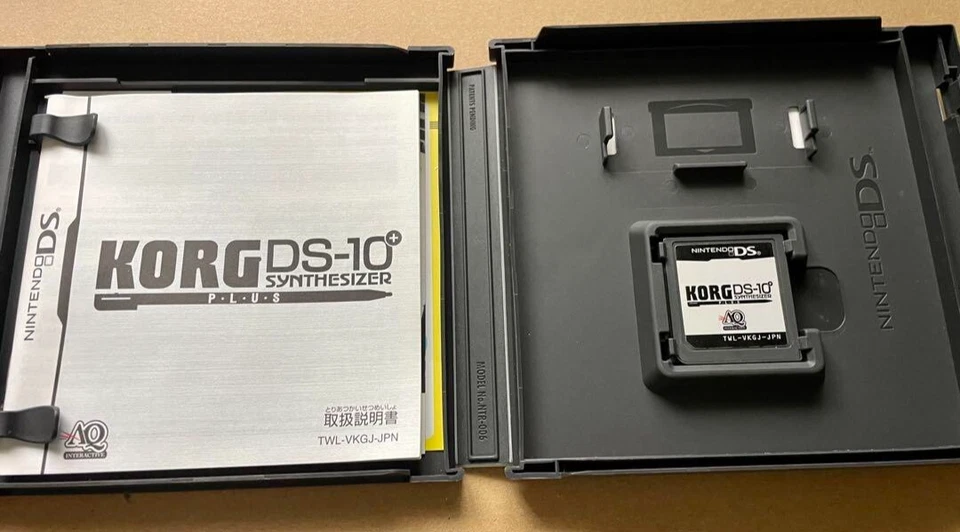 NINTENDO DS®
KORG DS-10+
SYNTHESIZER
P・L・U・S
AQ
INTERACTIVE
とりあつかいせつめいしょ
取扱説明書
TWL-VKGJ-JPN
PATENTS PENDING
MODEL No.NTR-006
NINTENDO DS™
NINTENDO DS®
KORG DS-10+
SYNTHESIZER
PLUS
AQ
INTERACTIVE
TWL-VKGJ-JPN